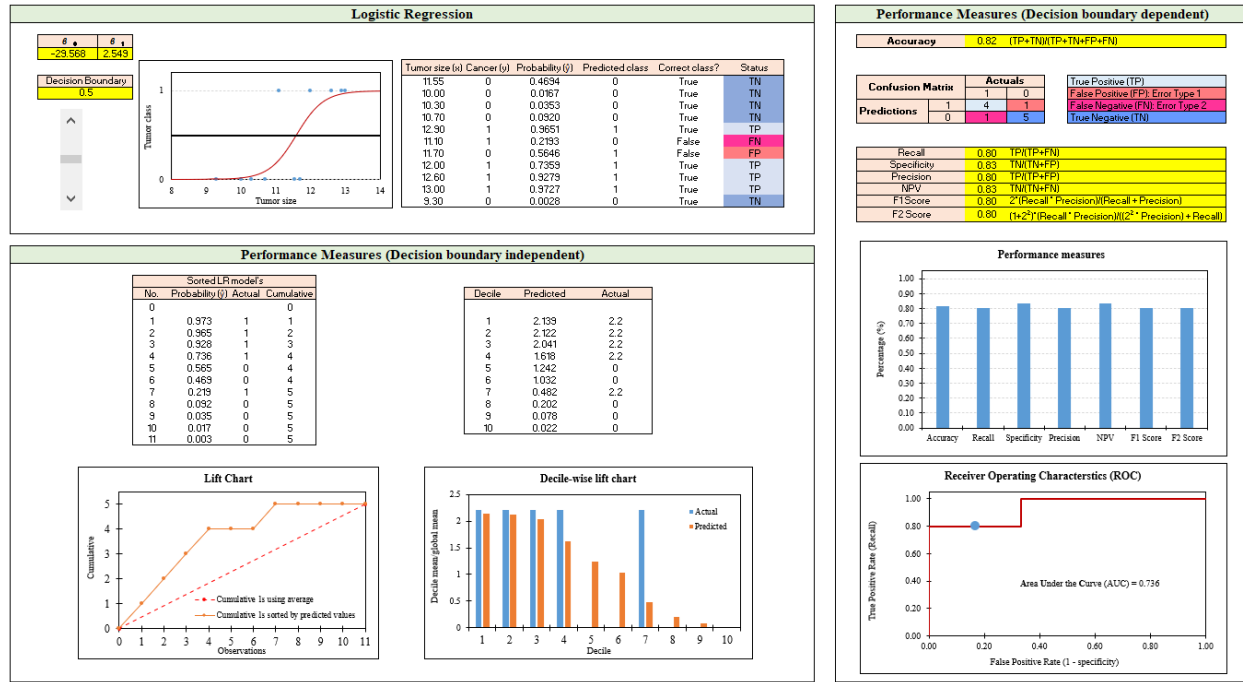 Logistic Regression
ϐ₀ ϐ₁
-29.568 2.549
Decision Boundary
0.5
Tumor class
1
0
8 9 10 11 12 13 14
Tumor size
Tumor size (x) Cancer (y) Probability (ŷ) Predicted class Correct class? Status
11.55 0 0.4694 0 True TN
10.00 0 0.0167 0 True TN
10.30 0 0.0353 0 True TN
10.70 0 0.0920 0 True TN
12.90 1 0.9651 1 True TP
11.10 1 0.2193 0 False FN
11.70 0 0.5646 1 False FP
12.00 1 0.7359 1 True TP
12.60 1 0.9279 1 True TP
13.00 1 0.9727 1 True TP
9.30 0 0.0028 0 True TN
Performance Measures (Decision boundary independent)
Sorted LR model's
No. Probability (ŷ) Actual Cumulative
0 0
1 0.973 1 1
2 0.965 1 2
3 0.928 1 3
4 0.736 1 4
5 0.565 0 4
6 0.469 0 4
7 0.219 1 5
8 0.092 0 5
9 0.035 0 5
10 0.017 0 5
11 0.003 0 5
Decile Predicted Actual
1 2.139 2.2
2 2.122 2.2
3 2.041 2.2
4 1.618 2.2
5 1.242 0
6 1.032 0
7 0.482 2.2
8 0.202 0
9 0.078 0
10 0.022 0
Lift Chart
Cumulative
5
4
3
2
1
0
Cumulative 1s using average
Cumulative 1s sorted by predicted values
0 1 2 3 4 5 6 7 8 9 10 11
Observations
Decile-wise lift chart
Decile mean/global mean
2.5
2
1.5
1
0.5
0
Actual
Predicted
1 2 3 4 5 6 7 8 9 10
Decile
Performance Measures (Decision boundary dependent)
Accuracy 0.82 (TP+TN)/(TP+TN+FP+FN)
Confusion Matrix Actuals
1 0
Predictions 1 4 1
0 1 5
True Positive (TP)
False Positive (FP): Error Type 1
False Negative (FN): Error Type 2
True Negative (TN)
Recall 0.80 TP/(TP+FN)
Specificity 0.83 TN/(TN+FP)
Precision 0.80 TP/(TP+FP)
NPV 0.83 TN/(TN+FN)
F1 Score 0.80 2*(Recall * Precision)/(Recall + Precision)
F2 Score 0.80 (1+2²)*(Recall * Precision)/((2² * Precision) + Recall)
Performance measures
Percentage (%)
1.00
0.90
0.80
0.70
0.60
0.50
0.40
0.30
0.20
0.10
0.00
Accuracy Recall Specificity Precision NPV F1 Score F2 Score
Receiver Operating Characterstics (ROC)
True Positive Rate (Recall)
1.00
0.80
0.60
0.40
0.20
0.00
Area Under the Curve (AUC) = 0.736
0.00 0.20 0.40 0.60 0.80 1.00
False Positive Rate (1 - specificity)